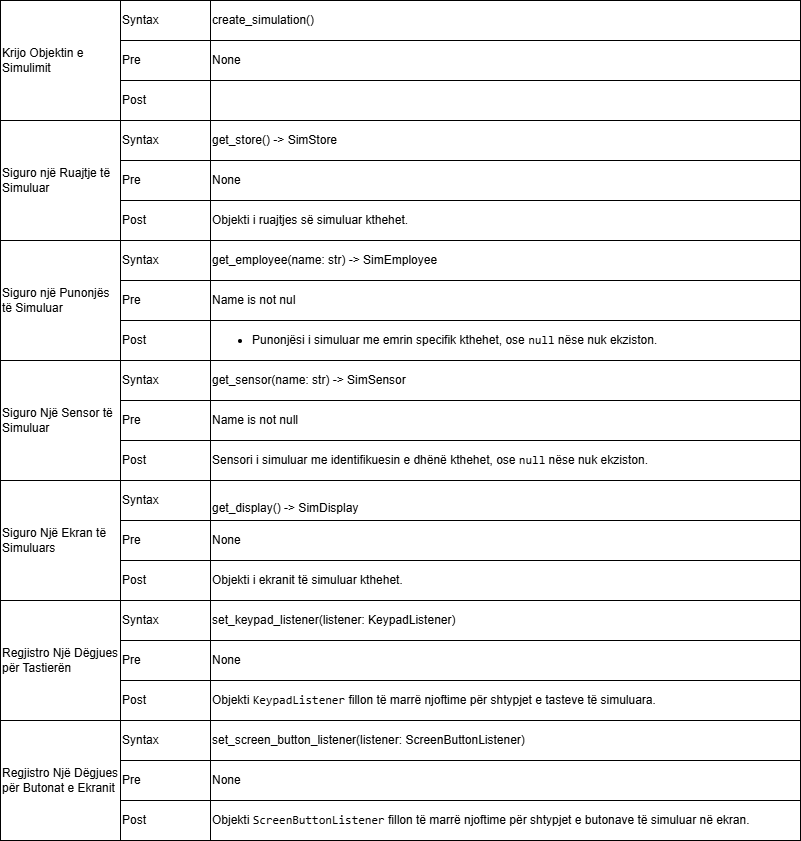 Krijo Objektin e
Simulimit
Syntax
create_simulation()
Pre
None
Post
Siguro një Ruajtje të
Simuluar
Syntax
get_store() -> SimStore
Pre
None
Post
Objekti i ruajtjes së simuluar kthehet.
Siguro një Punonjës
të Simuluar
Syntax
get_employee(name: str) -> SimEmployee
Pre
Name is not nul
Post
• Punonjësi i simuluar me emrin specifik kthehet, ose null nëse nuk ekziston.
Siguro Një Sensor të
Simuluar
Syntax
get_sensor(name: str) -> SimSensor
Pre
Name is not null
Post
Sensori i simuluar me identifikuesin e dhënë kthehet, ose null nëse nuk ekziston.
Siguro Një Ekran të
Simuluars
Syntax
get_display() -> SimDisplay
Pre
None
Post
Objekti i ekranit të simuluar kthehet.
Regjistro Një Dëgjues
për Tastierën
Syntax
set_keypad_listener(listener: KeypadListener)
Pre
None
Post
Objekti KeypadListener fillon të marrë njoftime për shtypjet e tasteve të simuluara.
Regjistro Një Dëgjues
për Butonat e Ekranit
Syntax
set_screen_button_listener(listener: ScreenButtonListener)
Pre
None
Post
Objekti ScreenButtonListener fillon të marrë njoftime për shtypjet e butonave të simuluar në ekran.